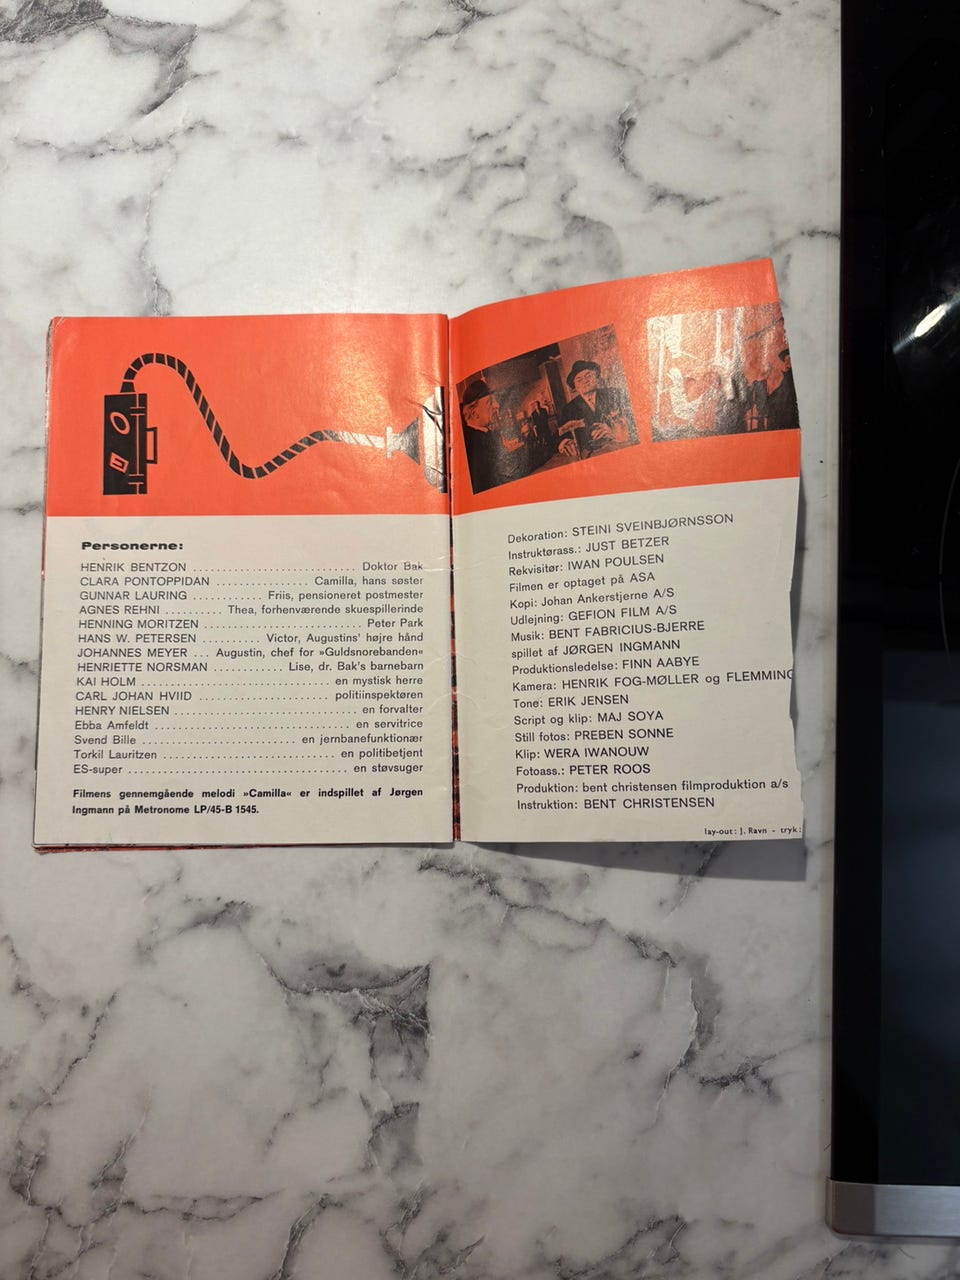 Personerne:
HENRIK BENTZON ........................................ Doktor Bak
CLARA PONTOPPIDAN ...................... Camilla, hans søster
GUNNAR LAURING ................ Friis, pensioneret postmester
AGNES REHNI .......... Thea, forhenværende skuespillerinde
HENNING MORITZEN ................................. Peter Park
HANS W. PETERSEN ......... Victor, Augustins' højre hånd
JOHANNES MEYER ... Augustin, chef for »Guldsnorebanden«
HENRIETTE NORSMAN ................ Lise, dr. Bak's barnebarn
KAI HOLM ............................................ en mystisk herre
CARL JOHAN HVIID ............................. politiinspektøren
HENRY NIELSEN ..................................... en forvalter
Ebba Amfeldt .......................................... en servitrice
Svend Bille ................................. en jernbanefunktionær
Torkil Lauritzen ..................................... en politibetjent
ES-super .............................................. en støvsuger
Filmens gennemgående melodi »Camilla« er indspillet af Jørgen
Ingmann på Metronome LP/45-B 1545.
Dekoration: STEINI SVEINBJØRNSSON
Instruktørass.: JUST BETZER
Rekvisitør: IWAN POULSEN
Filmen er optaget på ASA
Kopi: Johan Ankerstjerne A/S
Udlejning: GEFION FILM A/S
Musik: BENT FABRICIUS-BJERRE
spillet af JØRGEN INGMANN
Produktionsledelse: FINN AABYE
Kamera: HENRIK FOG-MØLLER og FLEMMING
Tone: ERIK JENSEN
Script og klip: MAJ SOYA
Still fotos: PREBEN SONNE
Klip: WERA IWANOUW
Fotoass.: PETER ROOS
Produktion: bent christensen filmproduktion a/s
Instruktion: BENT CHRISTENSEN
lay-out: J. Ravn - tryk: